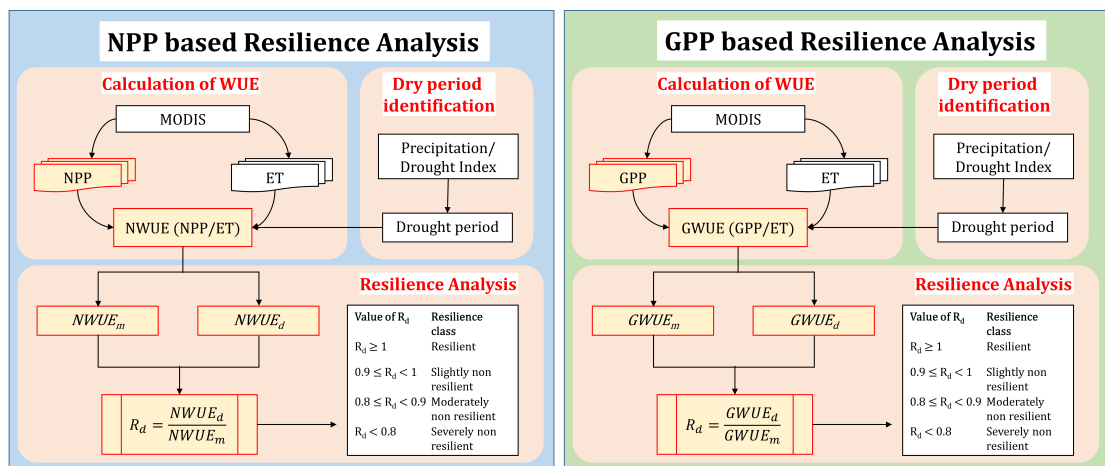 NPP based Resilience Analysis
Calculation of WUE
MODIS
NPP
ET
NWUE (NPP/ET)
Dry period
identification
Precipitation/
Drought Index
Drought period
Resilience Analysis
NWUEₘ
NWUE_d
R_d = NWUE_d / NWUEₘ
Value of R_d Resilience class
R_d ≥ 1 Resilient
0.9 ≤ R_d < 1 Slightly non
resilient
0.8 ≤ R_d < 0.9 Moderately
non resilient
R_d < 0.8 Severely non
resilient
GPP based Resilience Analysis
Calculation of WUE
MODIS
GPP
ET
GWUE (GPP/ET)
Dry period
identification
Precipitation/
Drought Index
Drought period
Resilience Analysis
GWUEₘ
GWUE_d
R_d = GWUE_d / GWUEₘ
Value of R_d Resilience class
R_d ≥ 1 Resilient
0.9 ≤ R_d < 1 Slightly non
resilient
0.8 ≤ R_d < 0.9 Moderately
non resilient
R_d < 0.8 Severely non
resilient